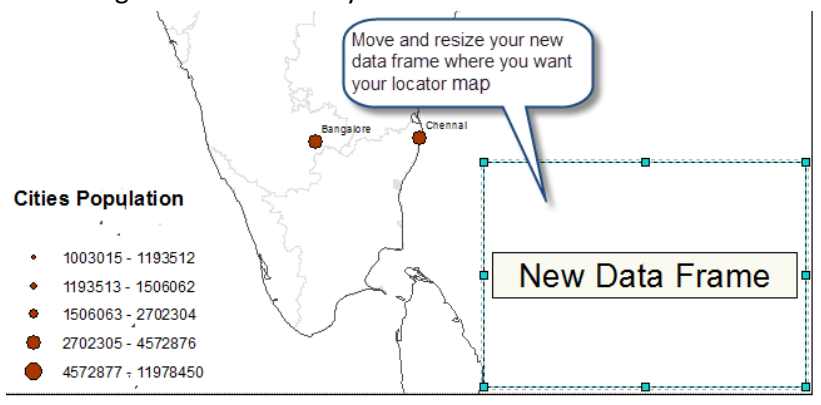 Move and resize your new
data frame where you want
your locator map
Bangalore
Chennai
Cities Population
1003015 - 1193512
1193513 - 1506062
1506063 - 2702304
2702305 - 4572876
4572877 - 11978450
New Data Frame